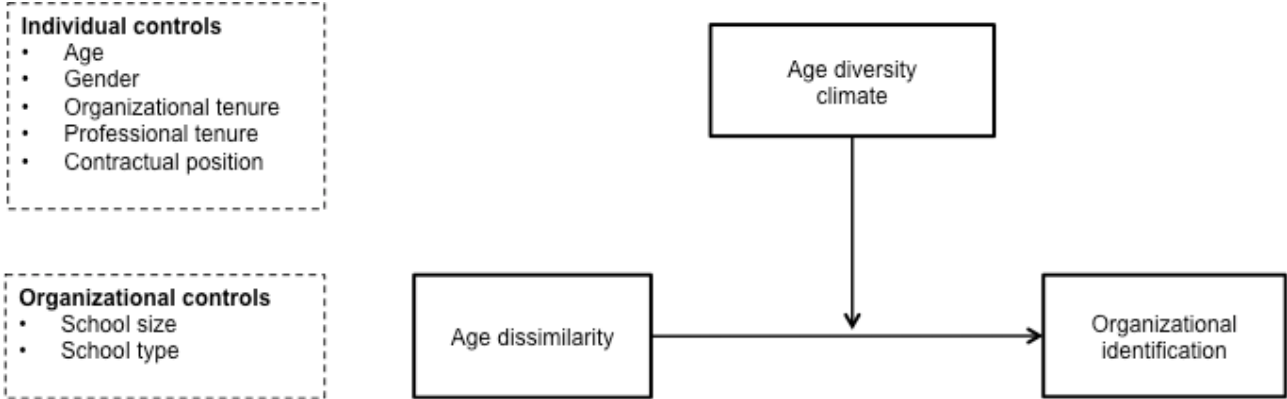 Individual controls
• Age
• Gender
• Organizational tenure
• Professional tenure
• Contractual position
Age diversity
climate
Organizational controls
• School size
• School type
Age dissimilarity
Organizational
identification